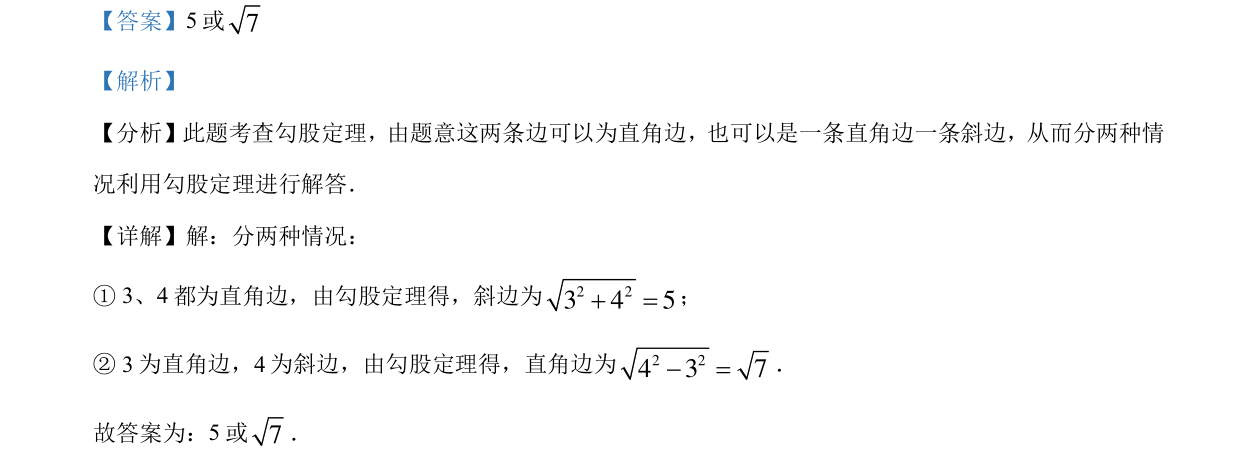 【答案】5 或 √7
【解析】
【分析】此题考查勾股定理，由题意这两条边可以为直角边，也可以是一条直角边一条斜边，从而分两种情
况利用勾股定理进行解答．
【详解】解：分两种情况：
① 3、4 都为直角边，由勾股定理得，斜边为 √(3² + 4²) = 5；
② 3 为直角边，4 为斜边，由勾股定理得，直角边为 √(4² − 3²) = √7．
故答案为：5 或 √7．